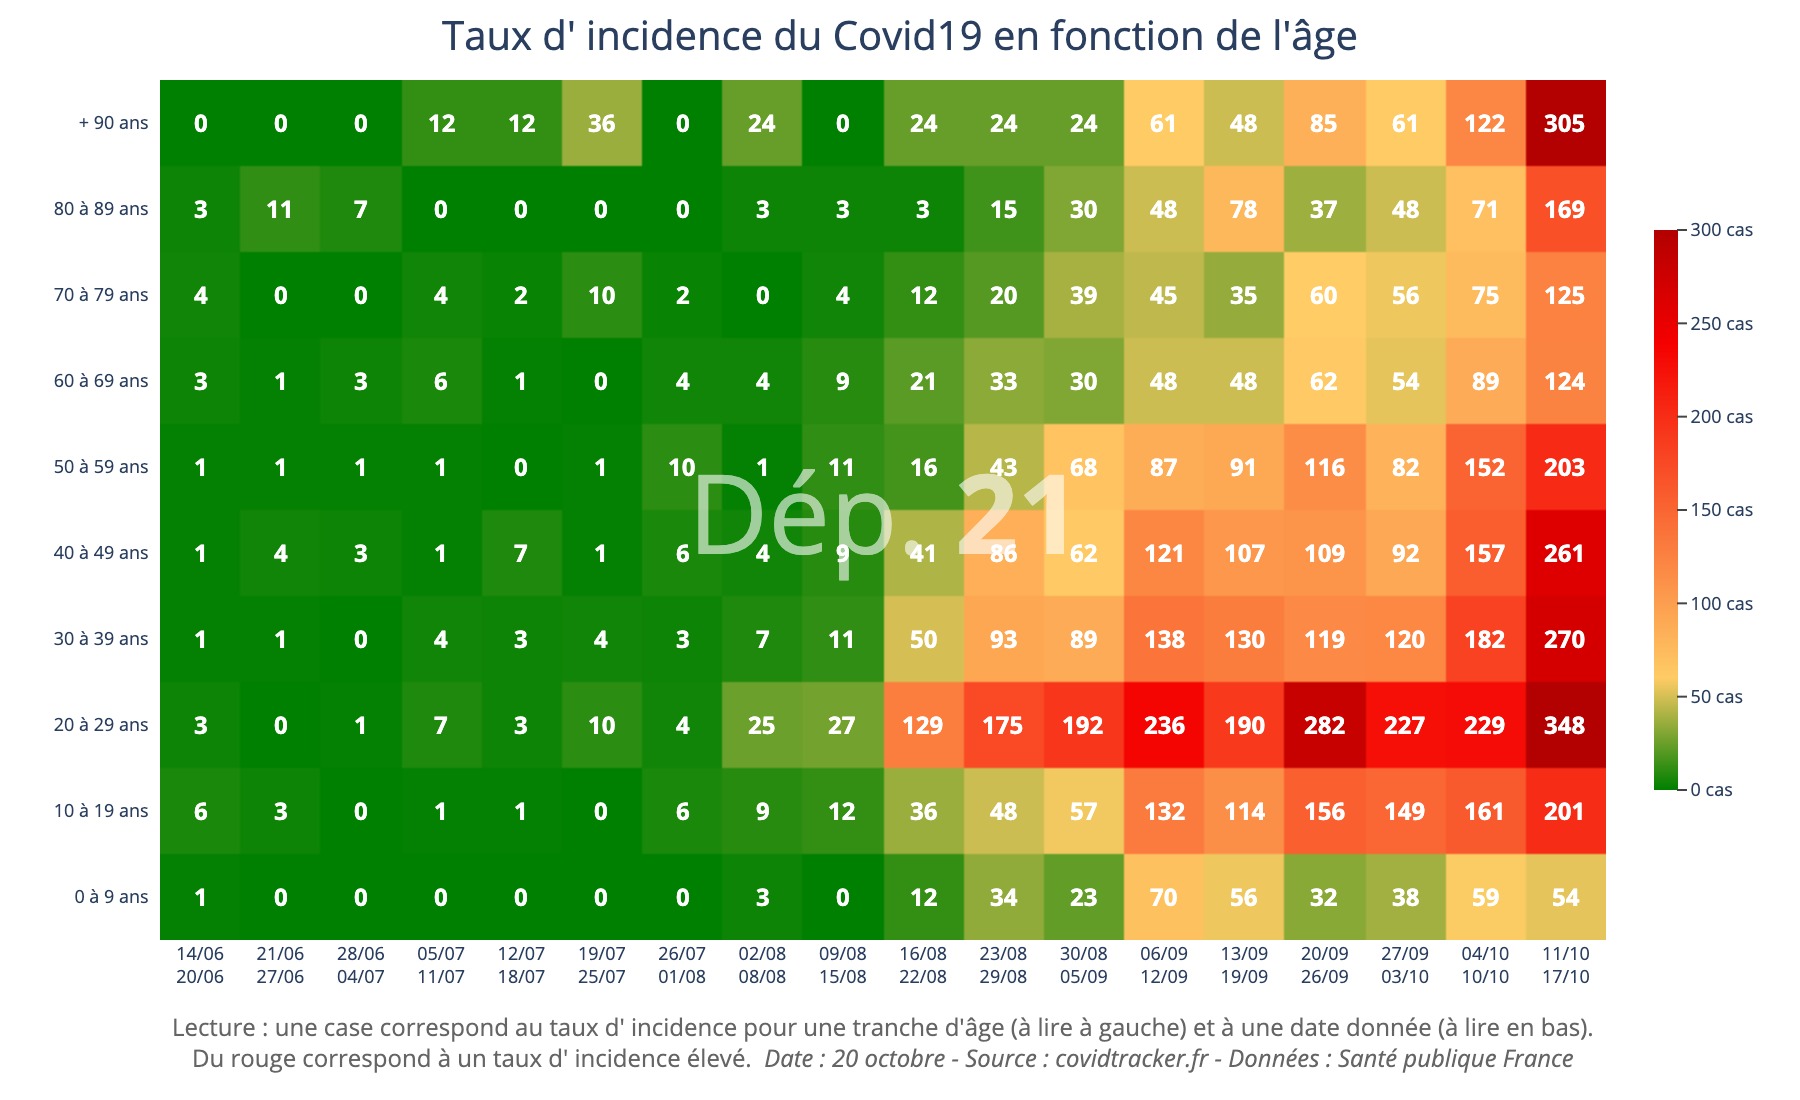 Taux d' incidence du Covid19 en fonction de l'âge
+ 90 ans 0 0 0 12 12 36 0 24 0 24 24 24 61 48 85 61 122 305
80 à 89 ans 3 11 7 0 0 0 0 3 3 3 15 30 48 78 37 48 71 169
70 à 79 ans 4 0 0 4 2 10 2 0 4 12 20 39 45 35 60 56 75 125
60 à 69 ans 3 1 3 6 1 0 4 4 9 21 33 30 48 48 62 54 89 124
50 à 59 ans 1 1 1 1 0 1 10 1 11 16 43 68 87 91 116 82 152 203
Dép. 21
40 à 49 ans 1 4 3 1 7 1 6 4 9 41 86 62 121 107 109 92 157 261
30 à 39 ans 1 1 0 4 3 4 3 7 11 50 93 89 138 130 119 120 182 270
20 à 29 ans 3 0 1 7 3 10 4 25 27 129 175 192 236 190 282 227 229 348
10 à 19 ans 6 3 0 1 1 0 6 9 12 36 48 57 132 114 156 149 161 201
0 à 9 ans 1 0 0 0 0 0 0 3 0 12 34 23 70 56 32 38 59 54
14/06 21/06 28/06 05/07 12/07 19/07 26/07 02/08 09/08 16/08 23/08 30/08 06/09 13/09 20/09 27/09 04/10 11/10
20/06 27/06 04/07 11/07 18/07 25/07 01/08 08/08 15/08 22/08 29/08 05/09 12/09 19/09 26/09 03/10 10/10 17/10
300 cas
250 cas
200 cas
150 cas
100 cas
50 cas
0 cas
Lecture : une case correspond au taux d' incidence pour une tranche d'âge (à lire à gauche) et à une date donnée (à lire en bas).
Du rouge correspond à un taux d' incidence élevé. Date : 20 octobre - Source : covidtracker.fr - Données : Santé publique France